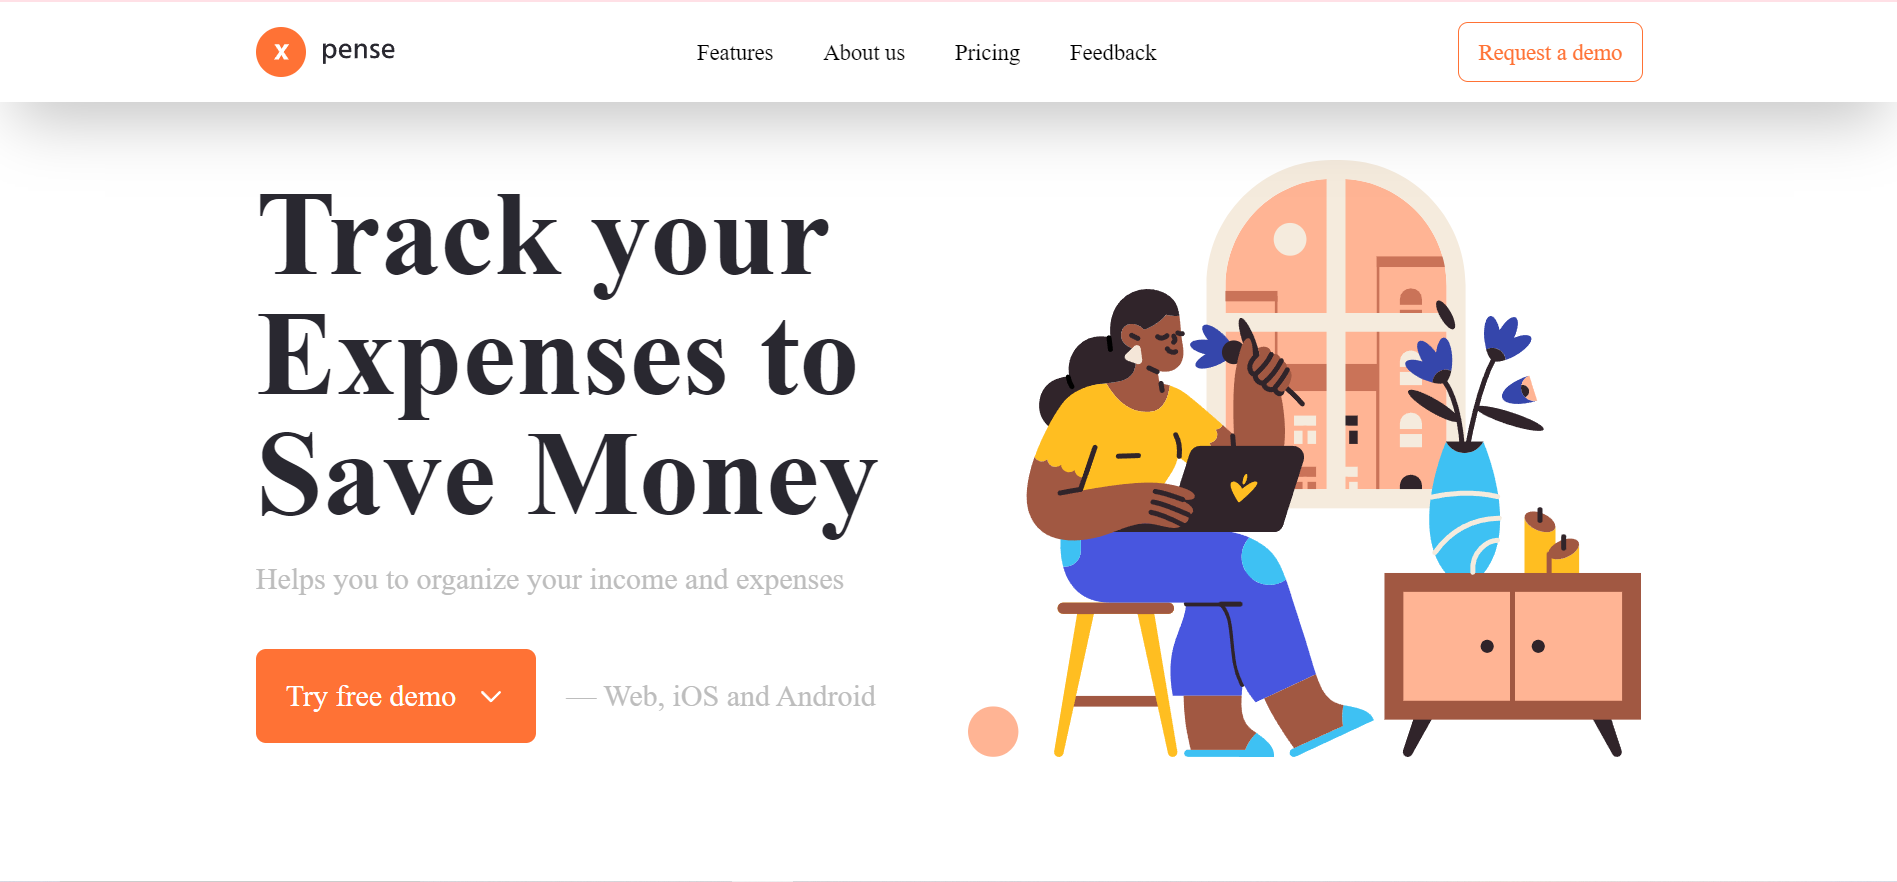 x pense
Features
About us
Pricing
Feedback
Request a demo
Track your
Expenses to
Save Money
Helps you to organize your income and expenses
Try free demo
— Web, iOS and Android